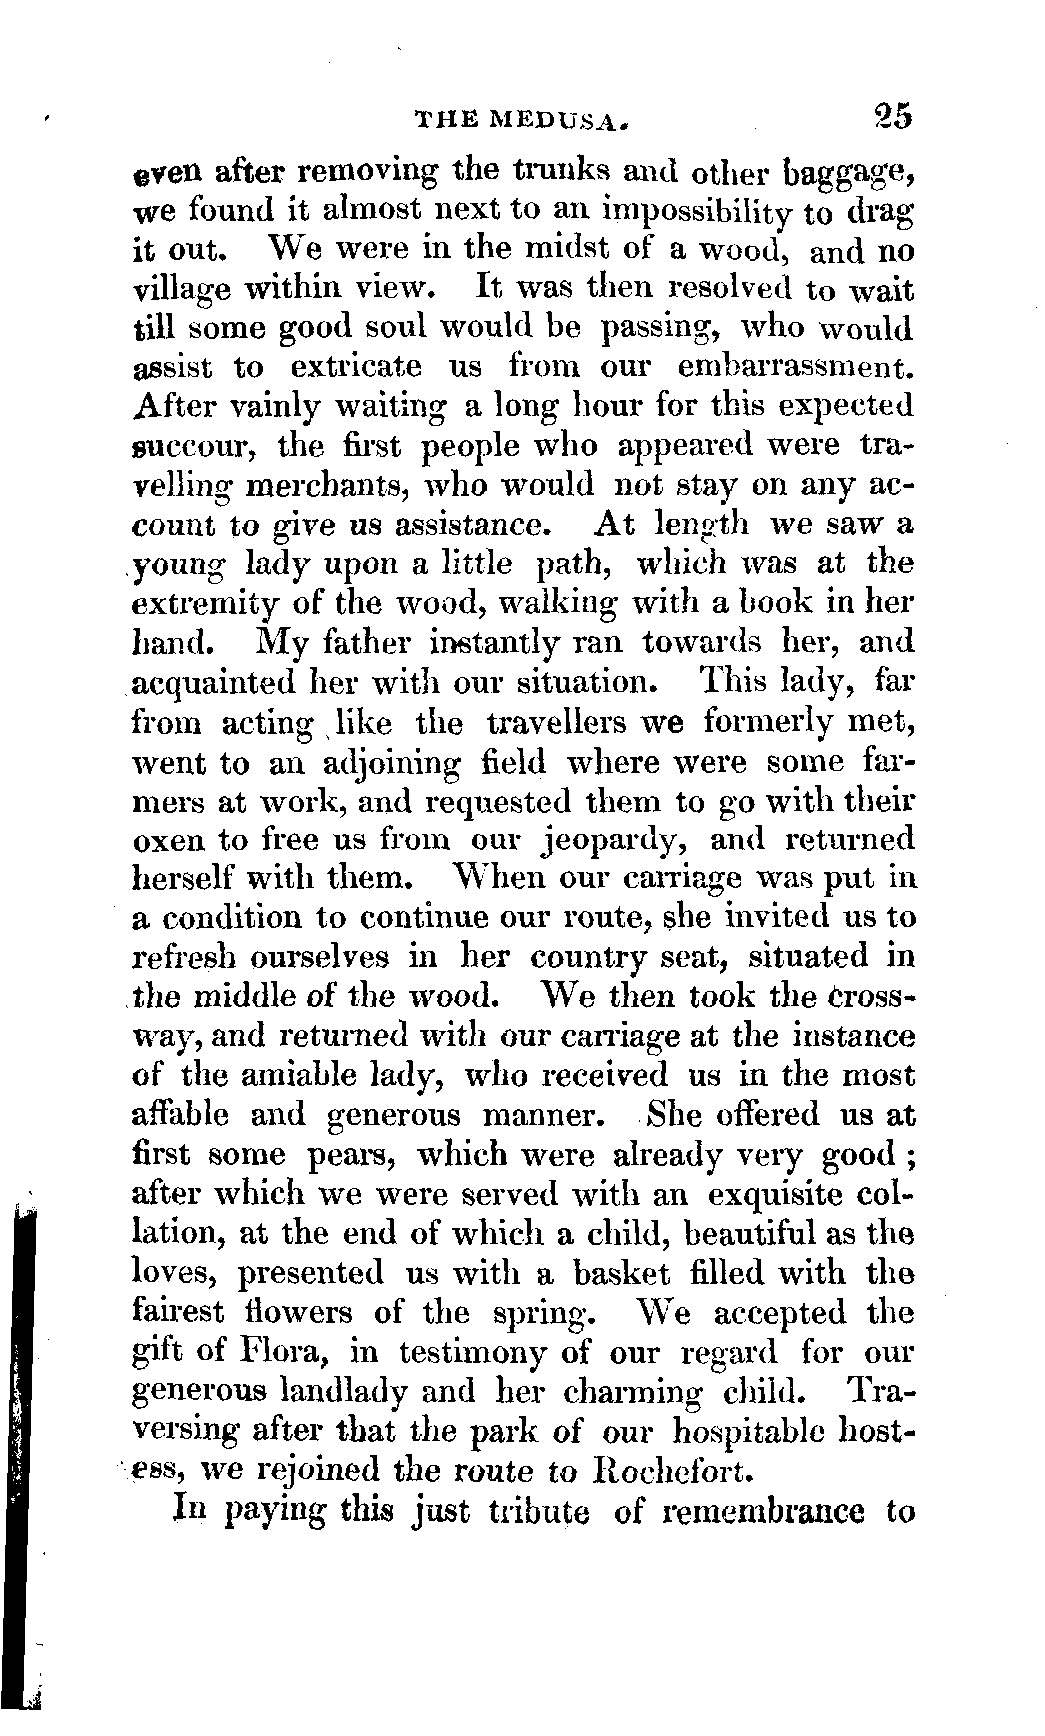 THE MEDUSA. 25
even after removing the trunks and other baggage,
we found it almost next to an impossibility to drag
it out. We were in the midst of a wood, and no
village within view. It was then resolved to wait
till some good soul would be passing, who would
assist to extricate us from our embarrassment.
After vainly waiting a long hour for this expected
succour, the first people who appeared were tra-
velling merchants, who would not stay on any ac-
count to give us assistance. At length we saw a
young lady upon a little path, which was at the
extremity of the wood, walking with a book in her
hand. My father instantly ran towards her, and
acquainted her with our situation. This lady, far
from acting like the travellers we formerly met,
went to an adjoining field where were some far-
mers at work, and requested them to go with their
oxen to free us from our jeopardy, and returned
herself with them. When our carriage was put in
a condition to continue our route, she invited us to
refresh ourselves in her country seat, situated in
the middle of the wood. We then took the cross-
way, and returned with our carriage at the instance
of the amiable lady, who received us in the most
affable and generous manner. She offered us at
first some pears, which were already very good ;
after which we were served with an exquisite col-
lation, at the end of which a child, beautiful as the
loves, presented us with a basket filled with the
fairest flowers of the spring. We accepted the
gift of Flora, in testimony of our regard for our
generous landlady and her charming child. Tra-
versing after that the park of our hospitable host-
ess, we rejoined the route to Rochefort.
In paying this just tribute of remembrance to